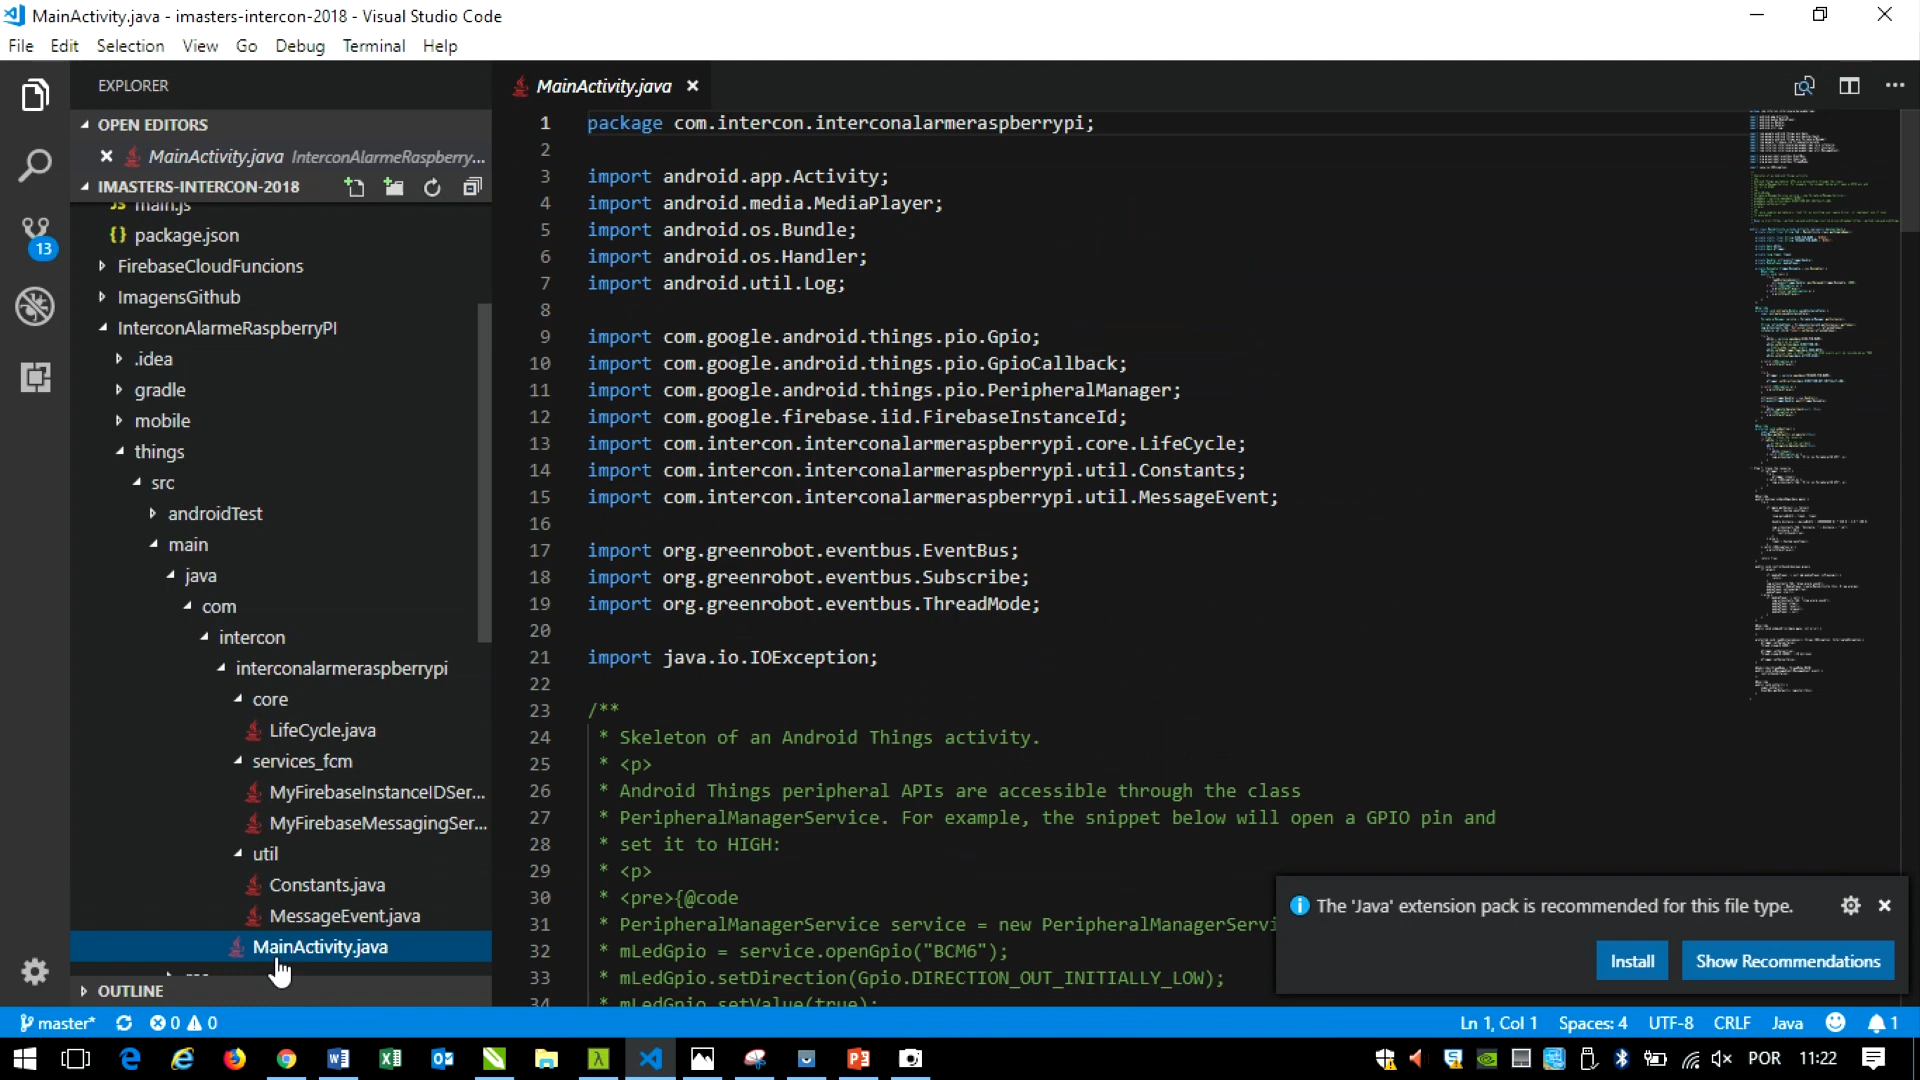 MainActivity.java - imasters-intercon-2018 - Visual Studio Code
File Edit Selection View Go Debug Terminal Help
EXPLORER
OPEN EDITORS
MainActivity.java InterconAlarmeRaspberry...
IMASTERS-INTERCON-2018
JS main.js
{} package.json
FirebaseCloudFuncions
ImagensGithub
InterconAlarmeRaspberryPI
.idea
gradle
mobile
things
src
androidTest
main
java
com
intercon
interconalarmeraspberrypi
core
LifeCycle.java
services_fcm
MyFirebaseInstanceIDSer...
MyFirebaseMessagingSer...
util
Constants.java
MessageEvent.java
MainActivity.java
OUTLINE
13
MainActivity.java
1 package com.intercon.interconalarmeraspberrypi;
2
3 import android.app.Activity;
4 import android.media.MediaPlayer;
5 import android.os.Bundle;
6 import android.os.Handler;
7 import android.util.Log;
8
9 import com.google.android.things.pio.Gpio;
10 import com.google.android.things.pio.GpioCallback;
11 import com.google.android.things.pio.PeripheralManager;
12 import com.google.firebase.iid.FirebaseInstanceId;
13 import com.intercon.interconalarmeraspberrypi.core.LifeCycle;
14 import com.intercon.interconalarmeraspberrypi.util.Constants;
15 import com.intercon.interconalarmeraspberrypi.util.MessageEvent;
16
17 import org.greenrobot.eventbus.EventBus;
18 import org.greenrobot.eventbus.Subscribe;
19 import org.greenrobot.eventbus.ThreadMode;
20
21 import java.io.IOException;
22
23 /**
24 * Skeleton of an Android Things activity.
25 * <p>
26 * Android Things peripheral APIs are accessible through the class
27 * PeripheralManagerService. For example, the snippet below will open a GPIO pin and
28 * set it to HIGH:
29 * <p>
30 * <pre>{@code
31 * PeripheralManagerService service = new PeripheralManagerServi
32 * mLedGpio = service.openGpio("BCM6");
33 * mLedGpio.setDirection(Gpio.DIRECTION_OUT_INITIALLY_LOW);
34 * mLedGpio.setValue(true);
The 'Java' extension pack is recommended for this file type.
Install Show Recommendations
master* 0 0 Ln 1, Col 1 Spaces: 4 UTF-8 CRLF Java 1
POR 11:22